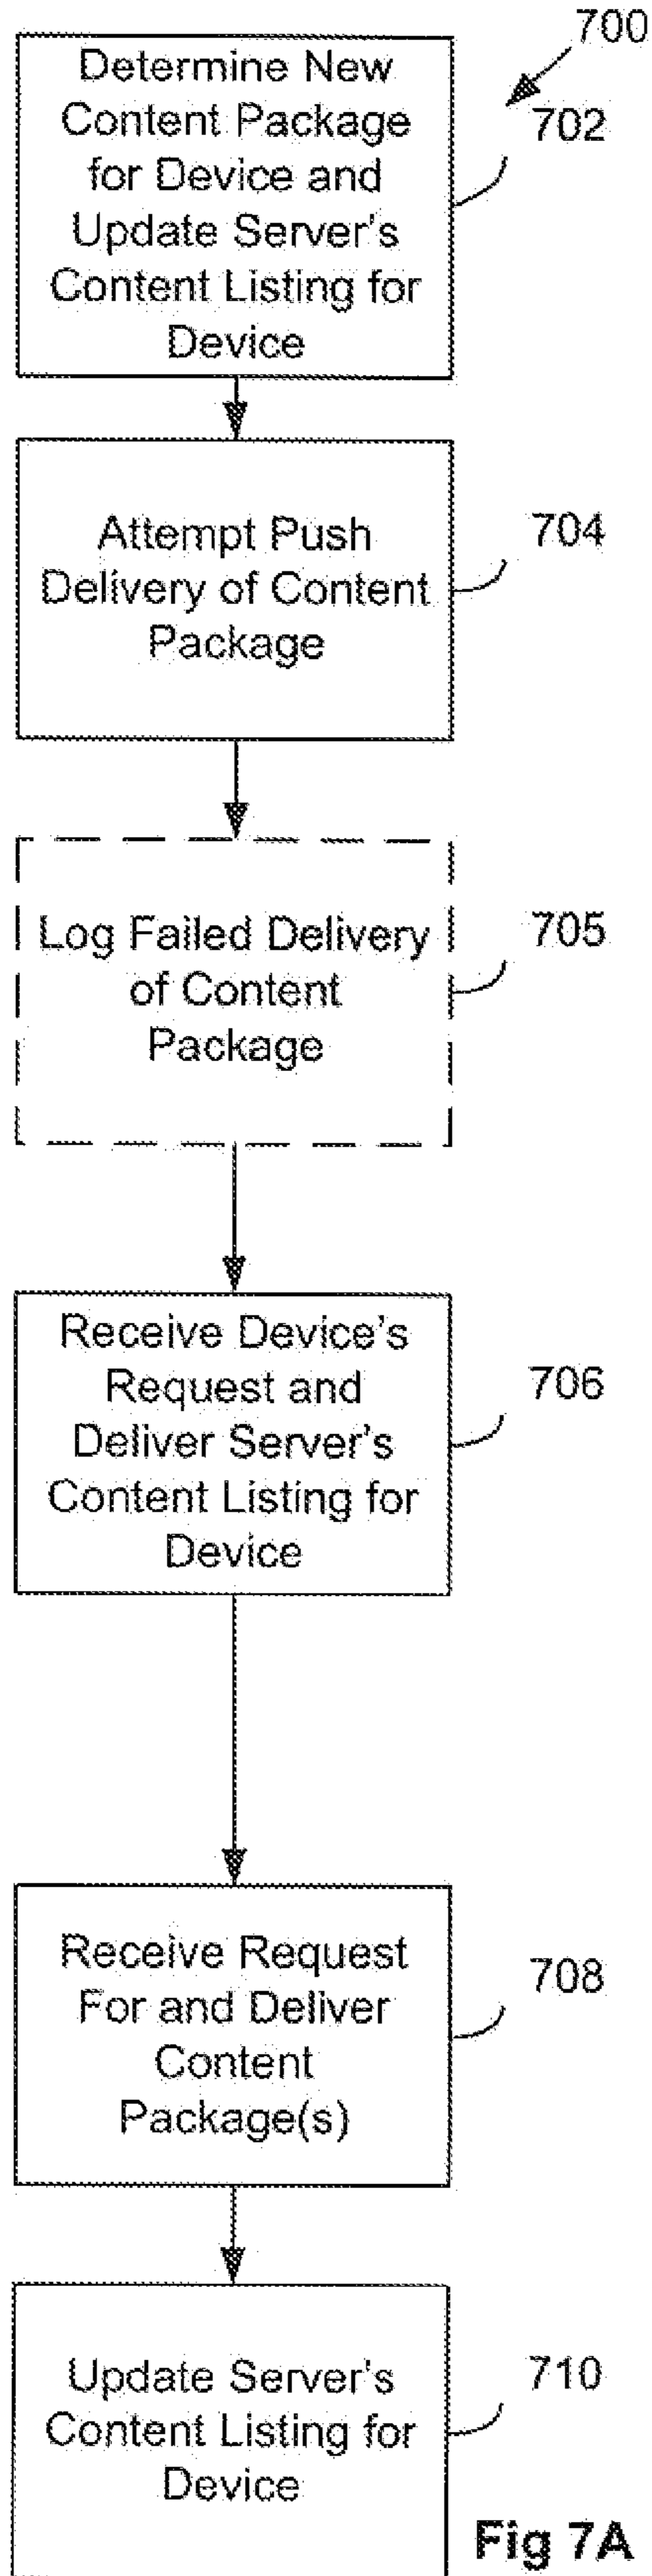 700
Determine New
Content Package
for Device and
Update Server's
Content Listing for
Device
702
Attempt Push
Delivery of Content
Package
704
Log Failed Delivery
of Content
Package
705
Receive Device's
Request and
Deliver Server's
Content Listing for
Device
706
Receive Request
For and Deliver
Content
Package(s)
708
Update Server's
Content Listing for
Device
710
Fig 7A